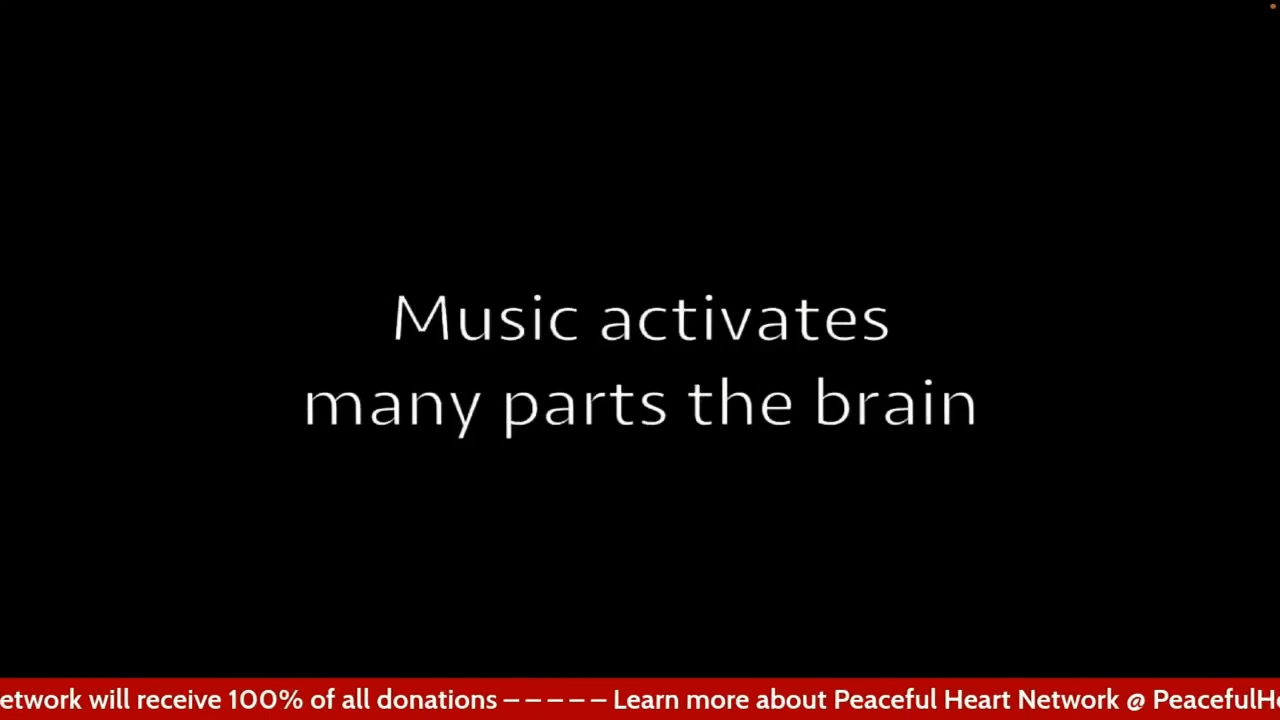 Music activates
many parts the brain
etwork will receive 100% of all donations – – – – – Learn more about Peaceful Heart Network @ PeacefulH